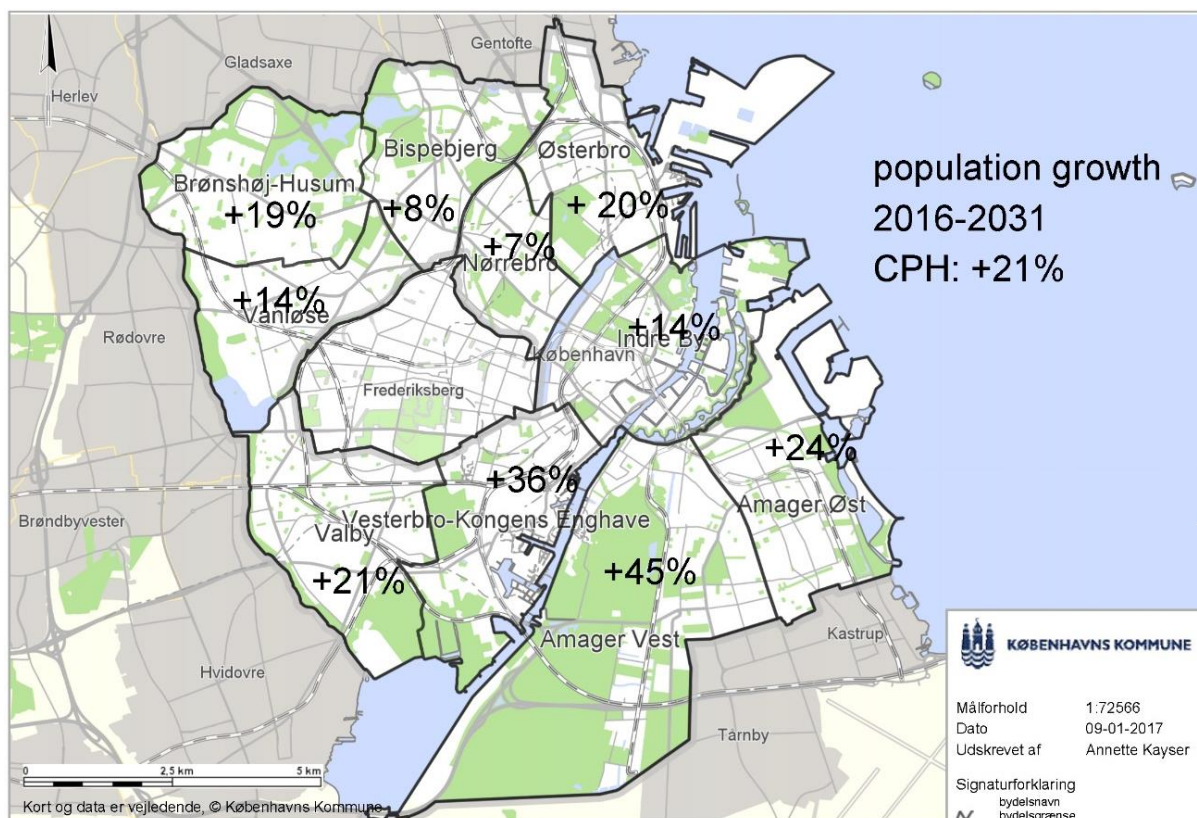 Gentofte
Gladsaxe
Herlev
Bispebjerg
Østerbro
Brønshøj-Husum
+19%
+8%
+ 20%
+7%
Nørrebro
population growth
2016-2031
CPH: +21%
+14%
Vanløse
+14%
Indre By
København
Rødovre
Frederiksberg
+24%
Amager Øst
+36%
Vesterbro-Kongens Enghave
Brøndbyvester
Valby
+21%
+45%
Amager Vest
Kastrup
Hvidovre
Tårnby
KØBENHAVNS KOMMUNE
Målforhold 1:72566
Dato 09-01-2017
Udskrevet af Annette Kayser
Signaturforklaring
bydelsnavn
bydelsgrænse
0 2,5 km 5 km
Kort og data er vejledende, © Københavns Kommune